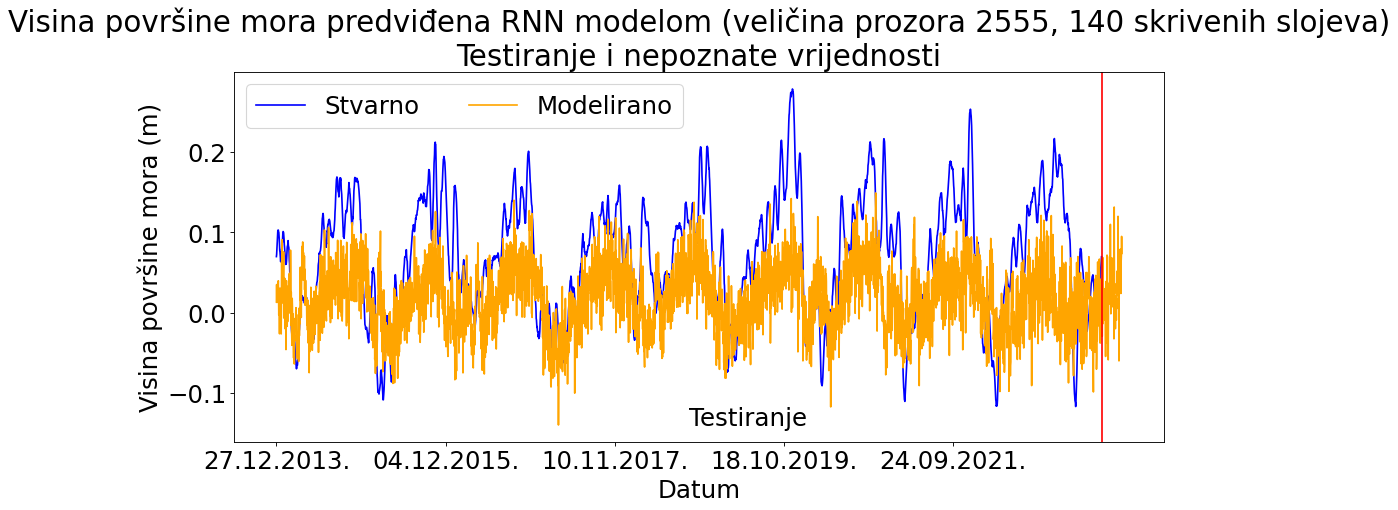 Visina površine mora predviđena RNN modelom (veličina prozora 2555, 140 skrivenih slojeva)
Testiranje i nepoznate vrijednosti
Stvarno
Modelirano
Visina površine mora (m)
0.2
0.1
0.0
−0.1
Testiranje
27.12.2013.
04.12.2015.
10.11.2017.
18.10.2019.
24.09.2021.
Datum